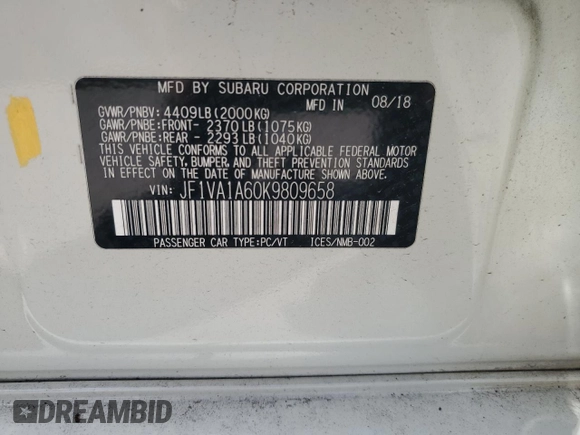 MFD BY SUBARU CORPORATION
MFD IN 08/18
GVWR/PNBV: 4409LB(2000KG)
GAWR/PNBE:FRONT- 2370LB(1075KG)
GAWR/PNBE:REAR - 2293LB(1040KG)
THIS VEHICLE CONFORMS TO ALL APPLICABLE FEDERAL MOTOR
VEHICLE SAFETY, BUMPER, AND THEFT PREVENTION STANDARDS
IN EFFECT ON THE DATE OF MANUFACTURE SHOWN ABOVE.
VIN: JF1VA1A60K9809658
PASSENGER CAR TYPE:PC/VT ICES/NMB-002
DREAMBID